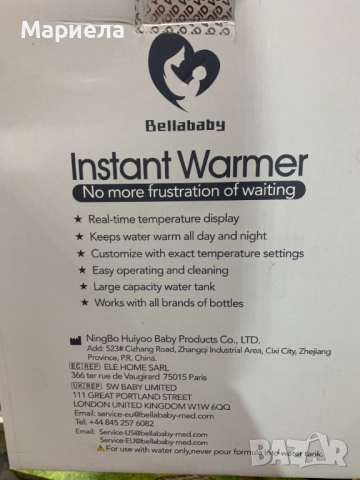 Мариела
Bellababy
Instant Warmer
No more frustration of waiting
★ Real-time temperature display
★ Keeps water warm all day and night
★ Customize with exact temperature settings
★ Easy operating and cleaning
★ Large capacity water tank
★ Works with all brands of bottles
NingBo Huiyoo Baby Products Co., LTD.
Add: 523# Cizhang Road, Zhangqi Industrial Area, Cixi City, Zhejiang
Province, P.R. China.
EC REP ELE HOME SARL
366 ter rue de Vaugirard 75015 Paris
UK REP SW BABY LIMITED
111 GREAT PORTLAND STREET
LONDON UNITED KINGDOM W1W 6QQ
Email: service-eu@bellababy-med.com
Tel: +44 845 257 6082
Email: Service-US@bellababy-med.com
Service-EU@bellababy-med.com
For use with water only, never pour formula into water tank.
BAZAR